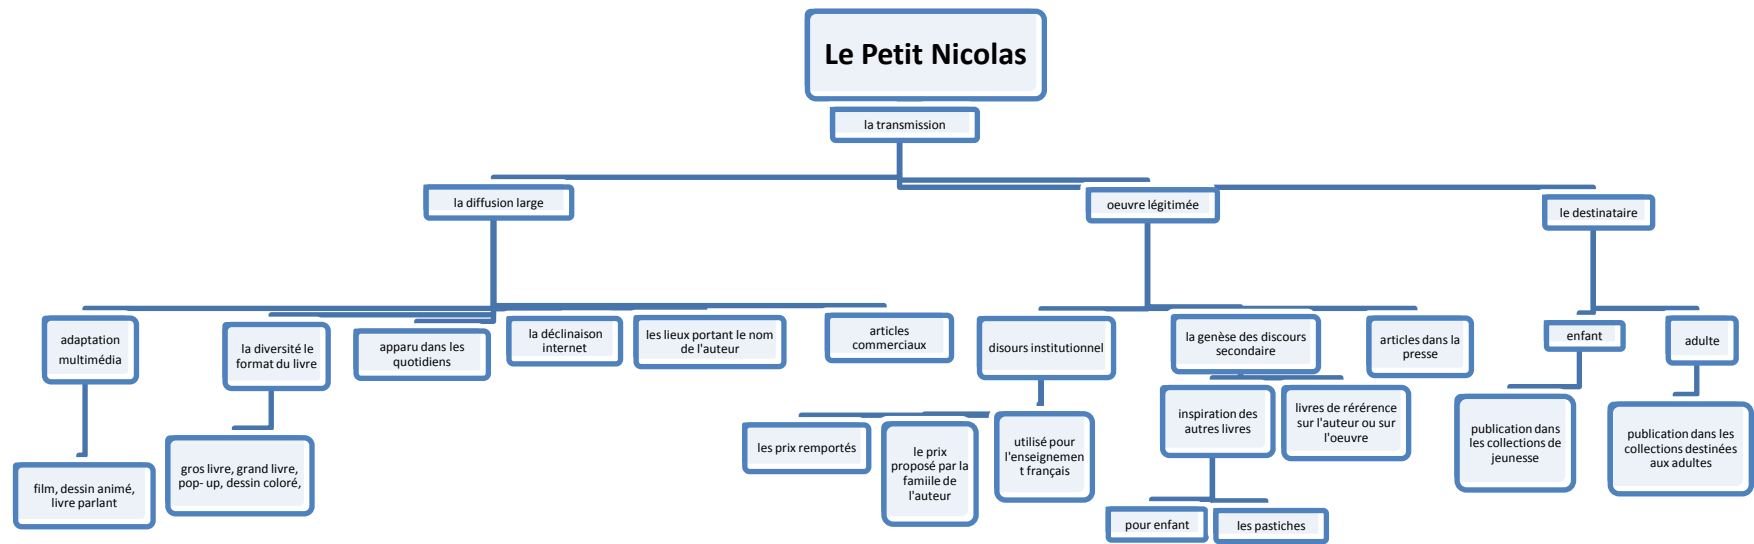 Le Petit Nicolas
la transmission
la diffusion large
oeuvre légitimée
le destinataire
adaptation
multimédia
la diversité le
format du livre
apparu dans les
quotidiens
la déclinaison
internet
les lieux portant le nom
de l'auteur
articles
commerciaux
disours institutionnel
la genèse des discours
secondaire
articles dans la
presse
enfant
adulte
film, dessin animé,
livre parlant
gros livre, grand livre,
pop- up, dessin coloré,
les prix remportés
le prix
proposé par la
famiile de
l'auteur
utilisé pour
l'enseignemen
t français
inspiration des
autres livres
livres de rérérence
sur l'auteur ou sur
l'oeuvre
publication dans
les collections de
jeunesse
publication dans les
collections destinées
aux adultes
pour enfant
les pastiches